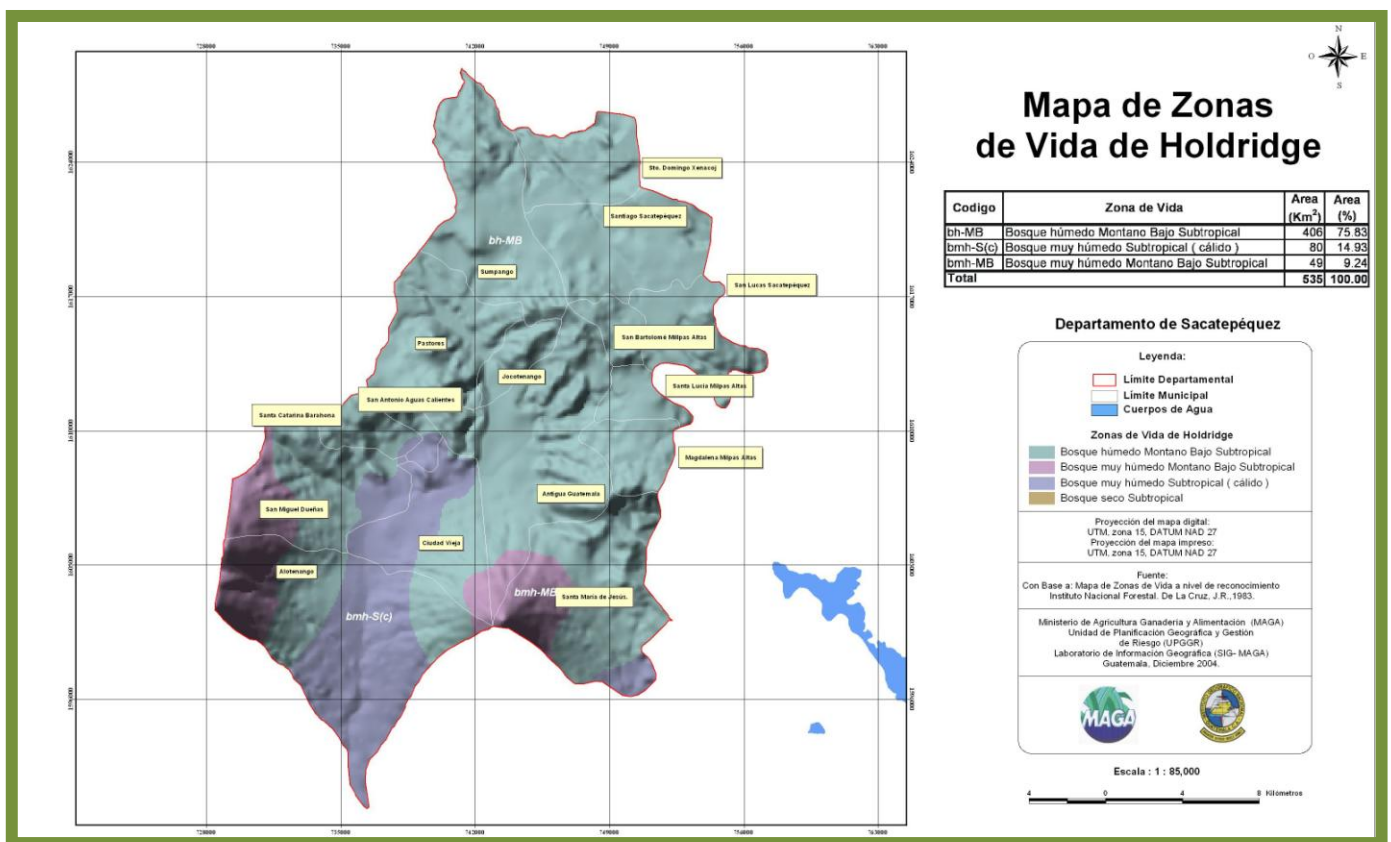 Mapa de Zonas
de Vida de Holdridge
N
O
E
S
Codigo Zona de Vida Area (Km²) Area (%)
bh-MB Bosque húmedo Montano Bajo Subtropical 406 75.83
bmh-S(c) Bosque muy húmedo Subtropical ( cálido ) 80 14.93
bmh-MB Bosque muy húmedo Montano Bajo Subtropical 49 9.24
Total 535 100.00
Departamento de Sacatepéquez
Leyenda:
Limite Departamental
Limite Municipal
Cuerpos de Agua
Zonas de Vida de Holdridge
Bosque húmedo Montano Bajo Subtropical
Bosque muy húmedo Montano Bajo Subtropical
Bosque muy húmedo Subtropical ( cálido )
Bosque seco Subtropical
Proyección del mapa digital:
UTM, zona 15, DATUM NAD 27
Proyección del mapa impreso:
UTM, zona 15, DATUM NAD 27
Fuente:
Con Base a: Mapa de Zonas de Vida a nivel de reconocimiento
Instituto Nacional Forestal. De La Cruz, J.R.,1983.
Ministerio de Agricultura Ganadería y Alimentación (MAGA)
Unidad de Planificación Geográfica y Gestión
de Riesgo (UPGGR)
Laboratorio de Información Geográfica (SIG- MAGA)
Guatemala, Diciembre 2004.
MAGA
Escala : 1 : 85,000
4 0 4 8 Kilómetros
735000 742000 749000 756000 763000
Sto. Domingo Xenacoj
Santiago Sacatepéquez
bh-MB
Sumpango
San Lucas Sacatepéquez
San Bartolomé Milpas Altas
Pastores
Jocotenango
Santa Lucia Milpas Altas
San Antonio Aguas Calientes
Santa Catarina Barahona
Magdalena Milpas Altas
Antigua Guatemala
San Miguel Dueñas
Ciudad Vieja
Alotenango
bmh-MB
Santa María de Jesús.
bmh-S(c)
735000 742000 749000 756000 763000